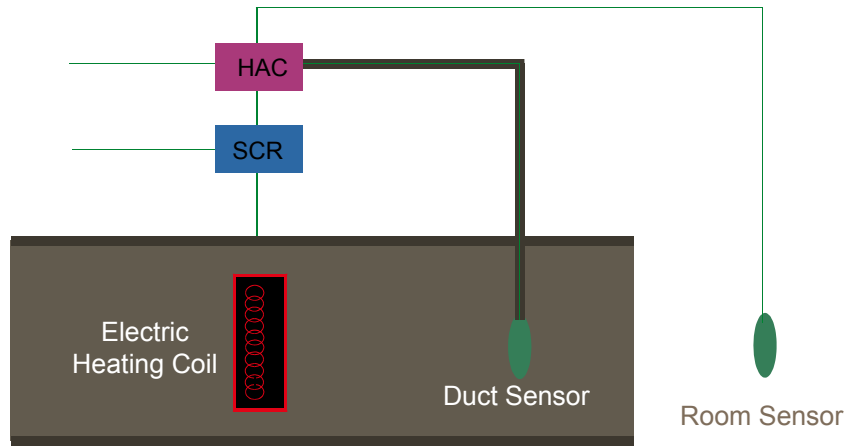 HAC
SCR
Electric
Heating Coil
Duct Sensor
Room Sensor